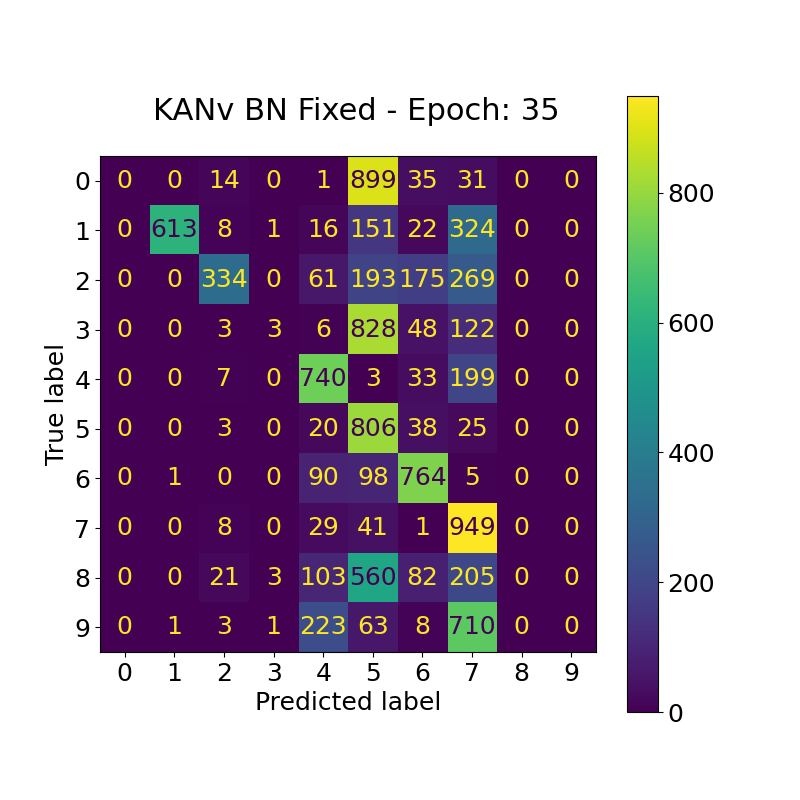 KANv BN Fixed - Epoch: 35
0 0 0 14 0 1 899 35 31 0 0
1 0 613 8 1 16 151 22 324 0 0
2 0 0 334 0 61 193 175 269 0 0
3 0 0 3 3 6 828 48 122 0 0
4 0 0 7 0 740 3 33 199 0 0
5 0 0 3 0 20 806 38 25 0 0
6 0 1 0 0 90 98 764 5 0 0
7 0 0 8 0 29 41 1 949 0 0
8 0 0 21 3 103 560 82 205 0 0
9 0 1 3 1 223 63 8 710 0 0
0 1 2 3 4 5 6 7 8 9
Predicted label
True label
800
600
400
200
0